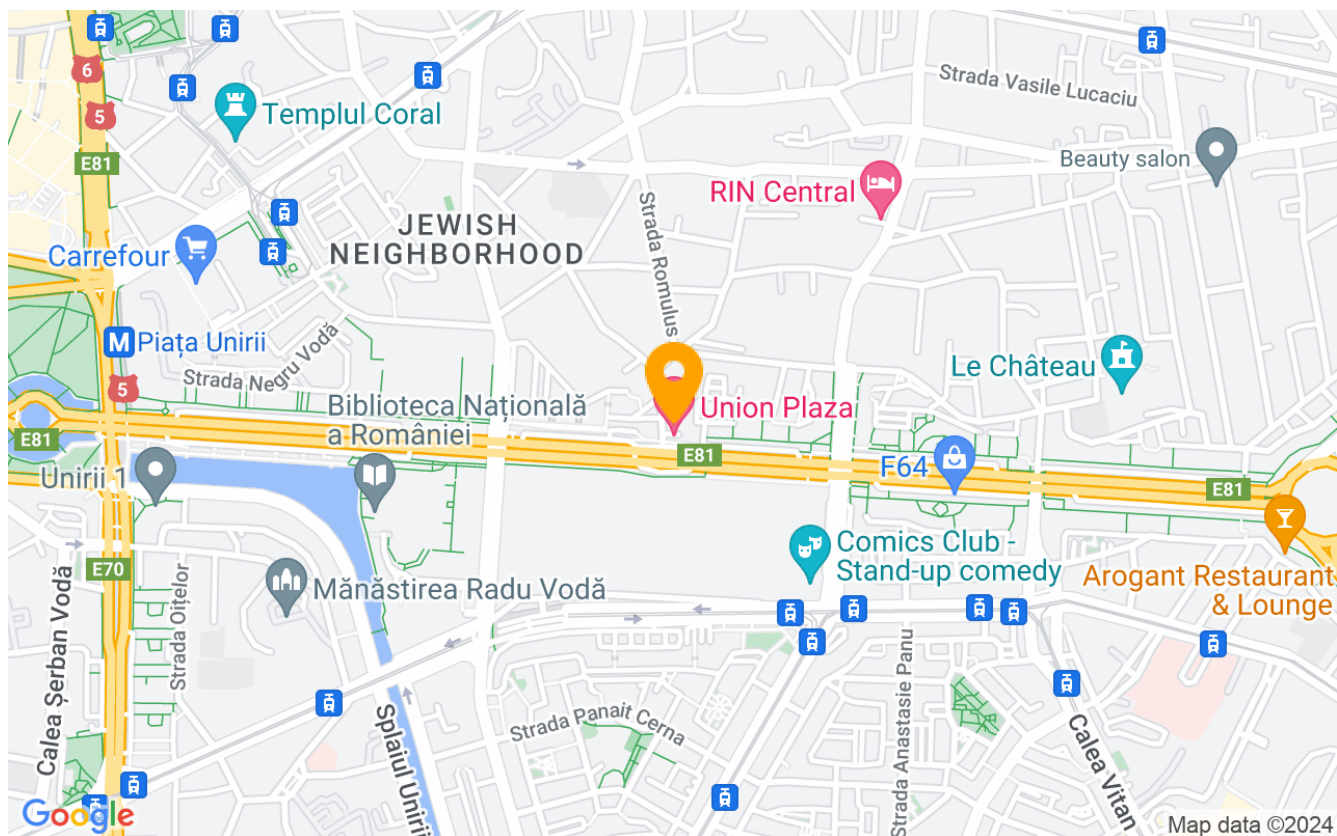 6
5
E81
Templul Coral
Strada Vasile Lucaciu
Beauty salon
RIN Central
JEWISH
NEIGHBORHOOD
Strada Romulus
Carrefour
M
Piața Unirii
5
Strada Negru Vodă
Le Château
Biblioteca Națională
a României
Union Plaza
E81
E81
F64
E81
Unirii 1
Comics Club -
Stand-up comedy
Arogant Restaurant
& Lounge.
E70
Mănăstirea Radu Vodă
Calea Șerban Vodă
Strada Oițelor
Splaiul Unirii
Strada Panait Cerna
Strada Anastasie Panu
Calea Vitan
Google
Map data ©2024